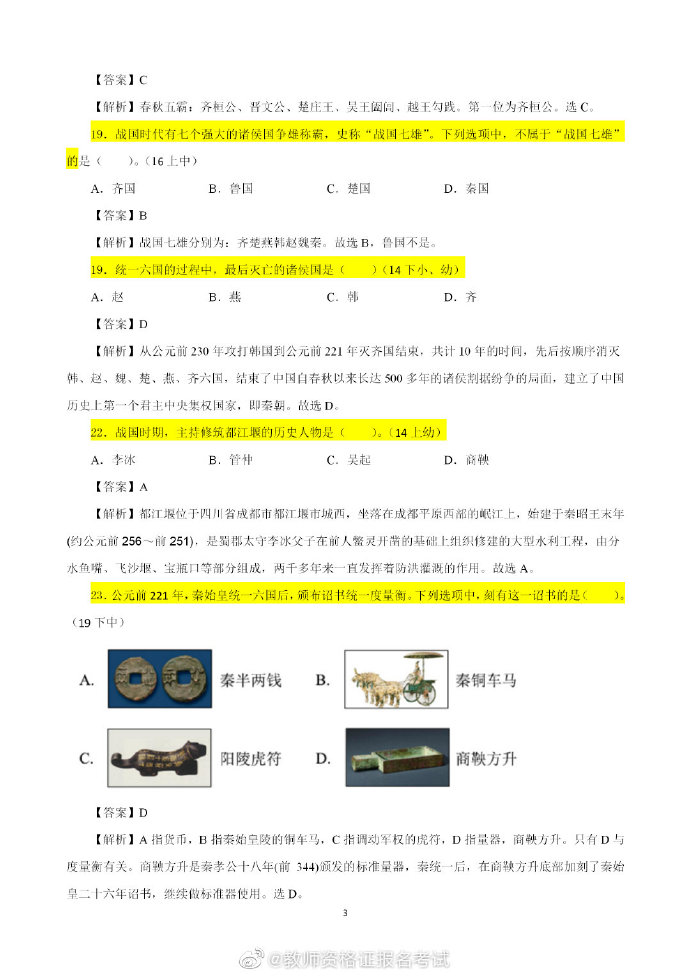 【答案】C
【解析】春秋五霸：齐桓公、晋文公、楚庄王、吴王阖闾、越王勾践。第一位为齐桓公。选 C。
19．战国时代有七个强大的诸侯国争雄称霸，史称“战国七雄”。下列选项中，不属于“战国七雄”
的是（ ）。（16 上中）
A．齐国 B．鲁国 C．楚国 D．秦国
【答案】B
【解析】战国七雄分别为：齐楚燕韩赵魏秦。故选 B，鲁国不是。
19．统一六国的过程中，最后灭亡的诸侯国是（ ）（14 下小、幼）
A．赵 B．燕 C．韩 D．齐
【答案】D
【解析】从公元前 230 年攻打韩国到公元前 221 年灭齐国结束，共计 10 年的时间，先后按顺序消灭
韩、赵、魏、楚、燕、齐六国，结束了中国自春秋以来长达 500 多年的诸侯割据纷争的局面，建立了中国
历史上第一个君主中央集权国家，即秦朝。故选 D。
22．战国时期，主持修筑都江堰的历史人物是（ ）。（14 上幼）
A．李冰 B．管仲 C．吴起 D．商鞅
【答案】A
【解析】都江堰位于四川省成都市都江堰市城西，坐落在成都平原西部的岷江上，始建于秦昭王末年
(约公元前 256～前 251)，是蜀郡太守李冰父子在前人鳖灵开凿的基础上组织修建的大型水利工程，由分
水鱼嘴、飞沙堰、宝瓶口等部分组成，两千多年来一直发挥着防洪灌溉的作用。故选 A。
23．公元前 221 年，秦始皇统一六国后，颁布诏书统一度量衡。下列选项中，刻有这一诏书的是（ ）。
（19 下中）
A. 秦半两钱 B. 秦铜车马
C. 阳陵虎符 D. 商鞅方升
【答案】D
【解析】A 指货币，B 指秦始皇陵的铜车马，C 指调动军权的虎符，D 指量器，商鞅方升。只有 D 与
度量衡有关。商鞅方升是秦孝公十八年(前 344)颁发的标准量器，秦统一后，在商鞅方升底部加刻了秦始
皇二十六年诏书，继续做标准器使用。选 D。
3
@教师资格证报名考试